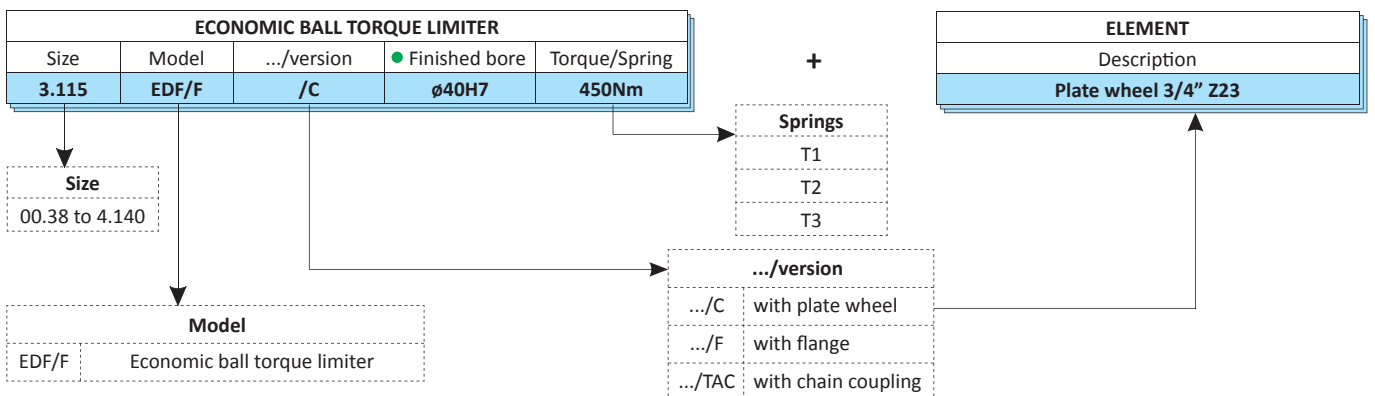 ECONOMIC BALL TORQUE LIMITER
Size Model .../version ● Finished bore Torque/Spring
3.115 EDF/F /C ø40H7 450Nm
+
ELEMENT
Description
Plate wheel 3/4” Z23
Springs
T1
T2
T3
Size
00.38 to 4.140
.../version
.../C with plate wheel
.../F with flange
.../TAC with chain coupling
Model
EDF/F Economic ball torque limiter